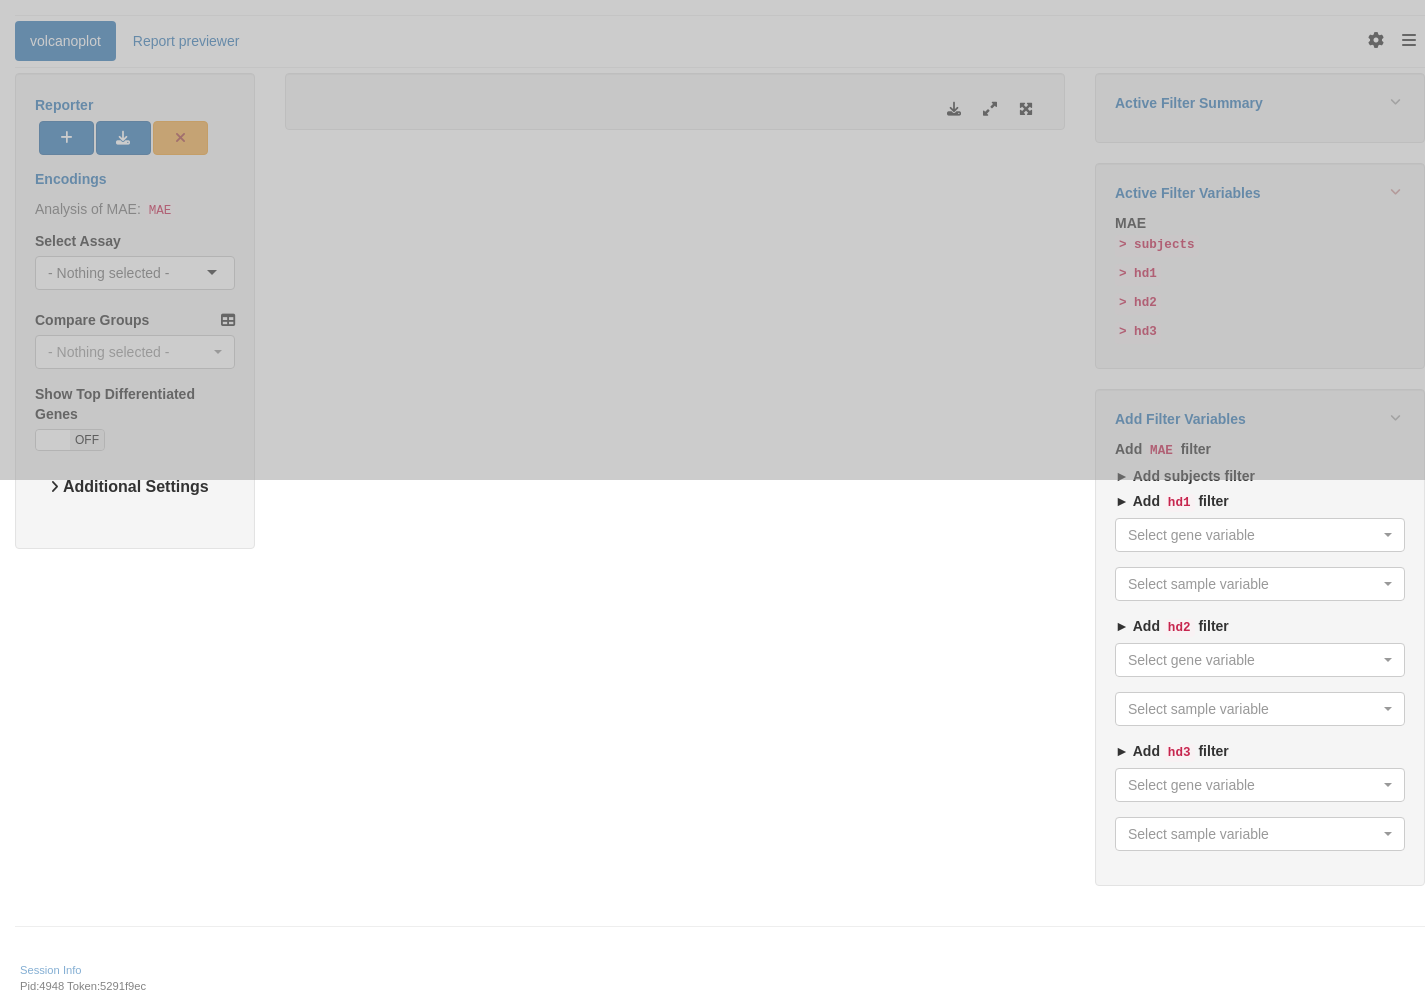 volcanoplot
Report previewer
Reporter
Encodings
Analysis of MAE: MAE
Select Assay
- Nothing selected -
Compare Groups
- Nothing selected -
Show Top Differentiated
Genes
OFF
Additional Settings
Active Filter Summary
Active Filter Variables
MAE
> subjects
> hd1
> hd2
> hd3
Add Filter Variables
Add MAE filter
► Add subjects filter
► Add hd1 filter
Select gene variable
Select sample variable
► Add hd2 filter
Select gene variable
Select sample variable
► Add hd3 filter
Select gene variable
Select sample variable
Session Info
Pid:4948 Token:5291f9ec